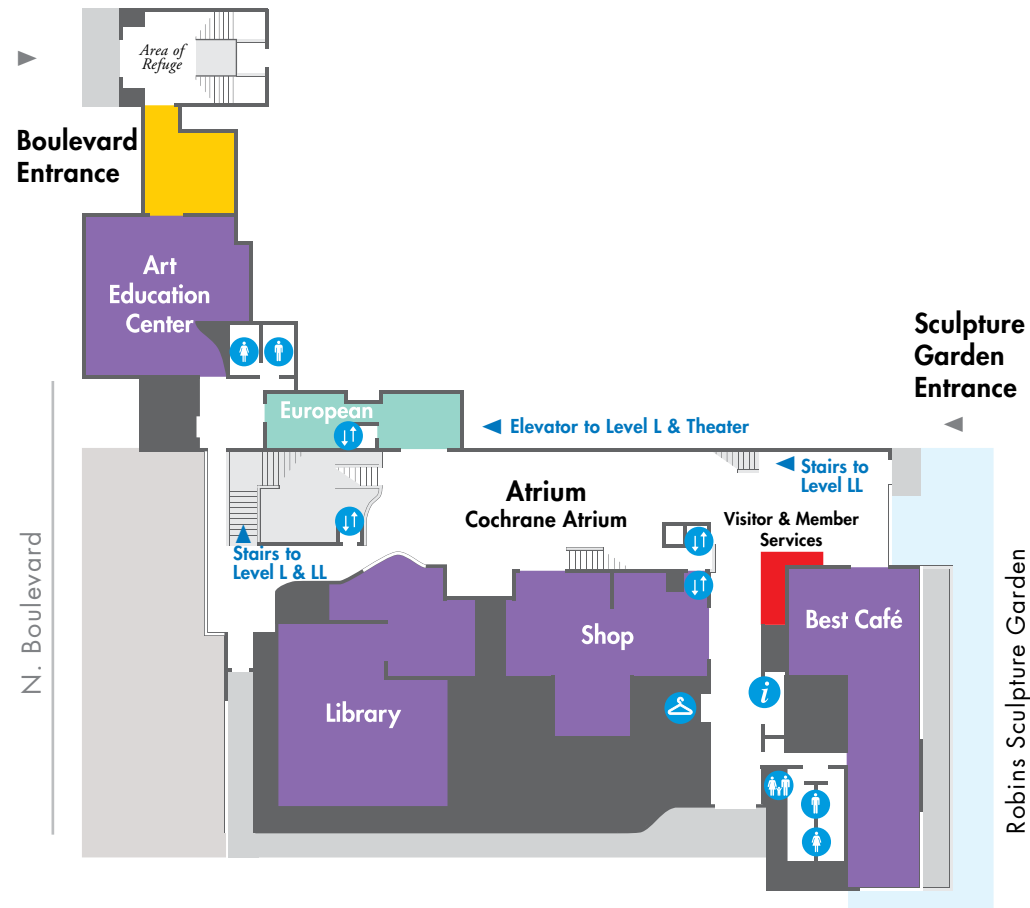 Area of
Refuge
Boulevard
Entrance
Art
Education
Center
Sculpture
Garden
Entrance
European
Elevator to Level L & Theater
Stairs to
Level LL
Atrium
Cochrane Atrium
Visitor & Member
Services
Stairs to
Level L & LL
N. Boulevard
Shop
Best Café
Library
i
Robins Sculpture Garden